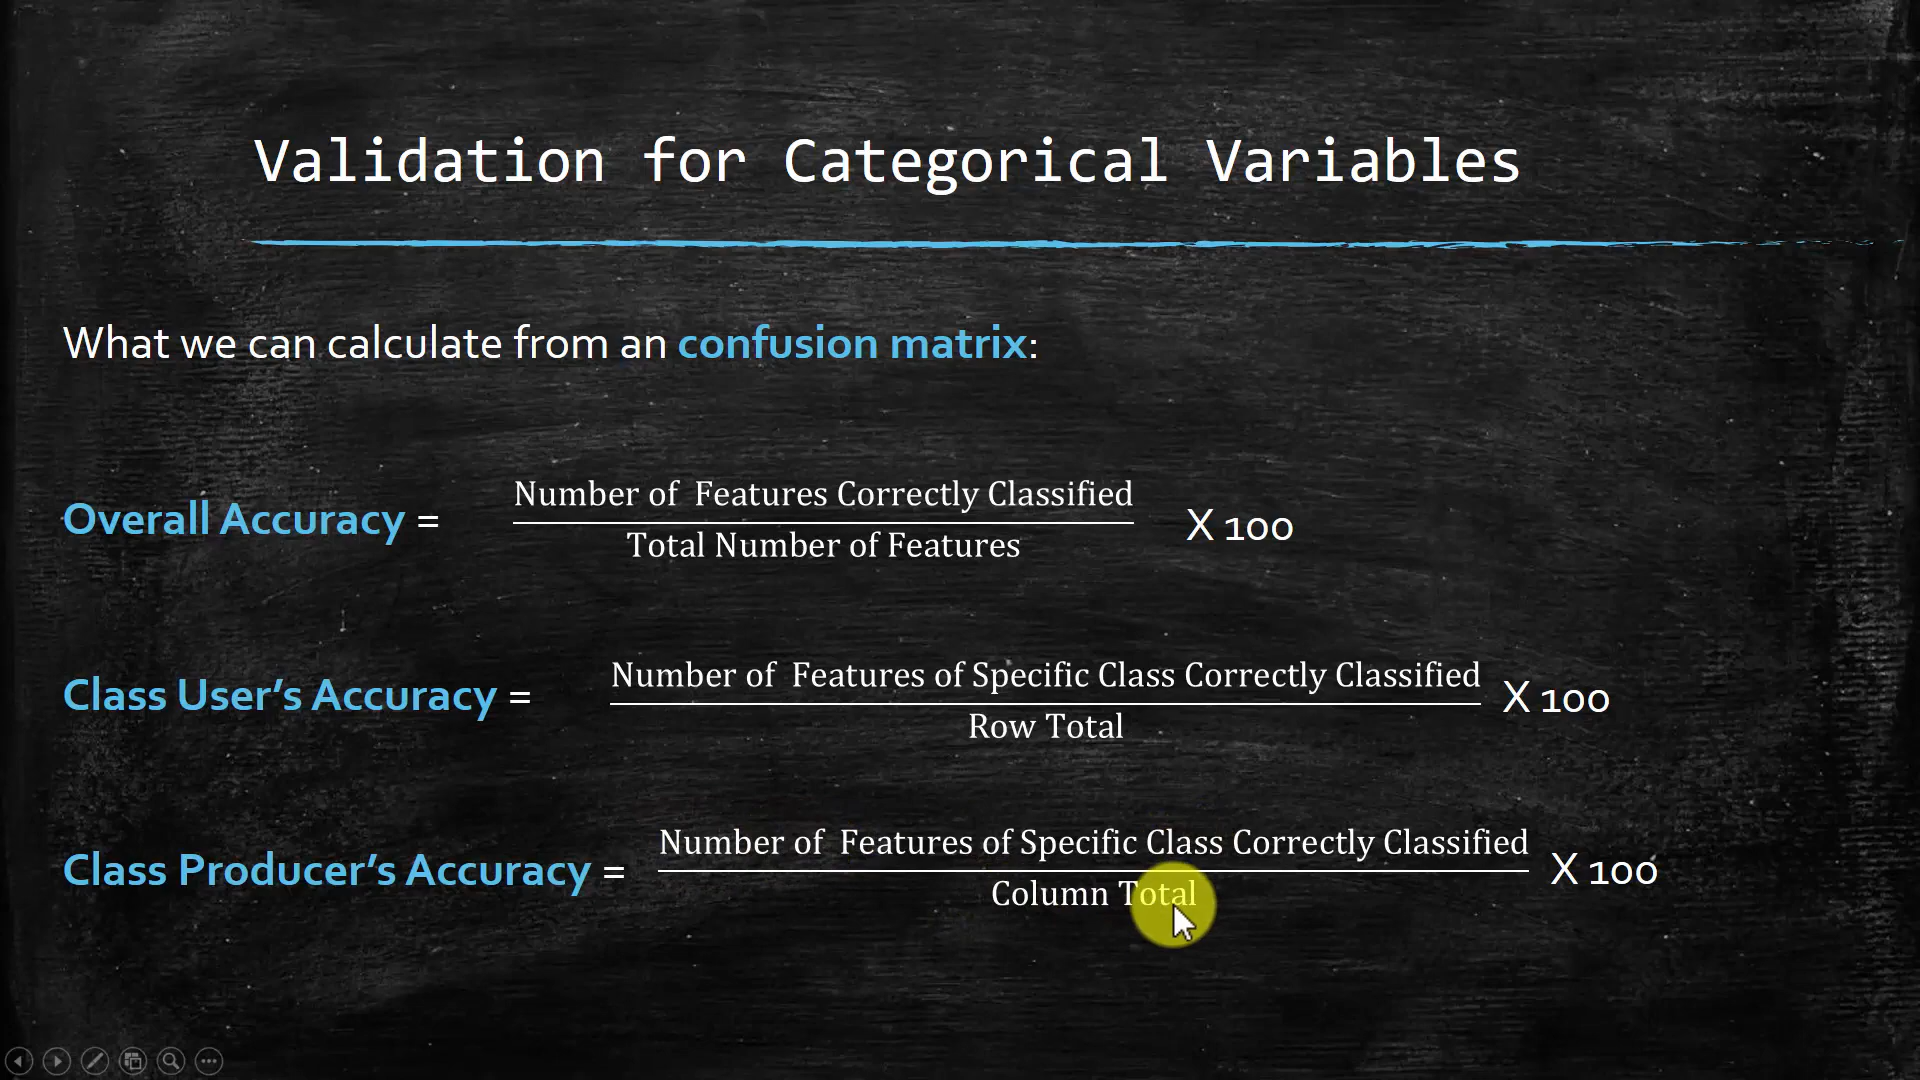 Validation for Categorical Variables
What we can calculate from an confusion matrix:
Overall Accuracy = Number of Features Correctly Classified X 100
Total Number of Features
Class User’s Accuracy = Number of Features of Specific Class Correctly Classified X 100
Row Total
Class Producer’s Accuracy = Number of Features of Specific Class Correctly Classified X 100
Column Total